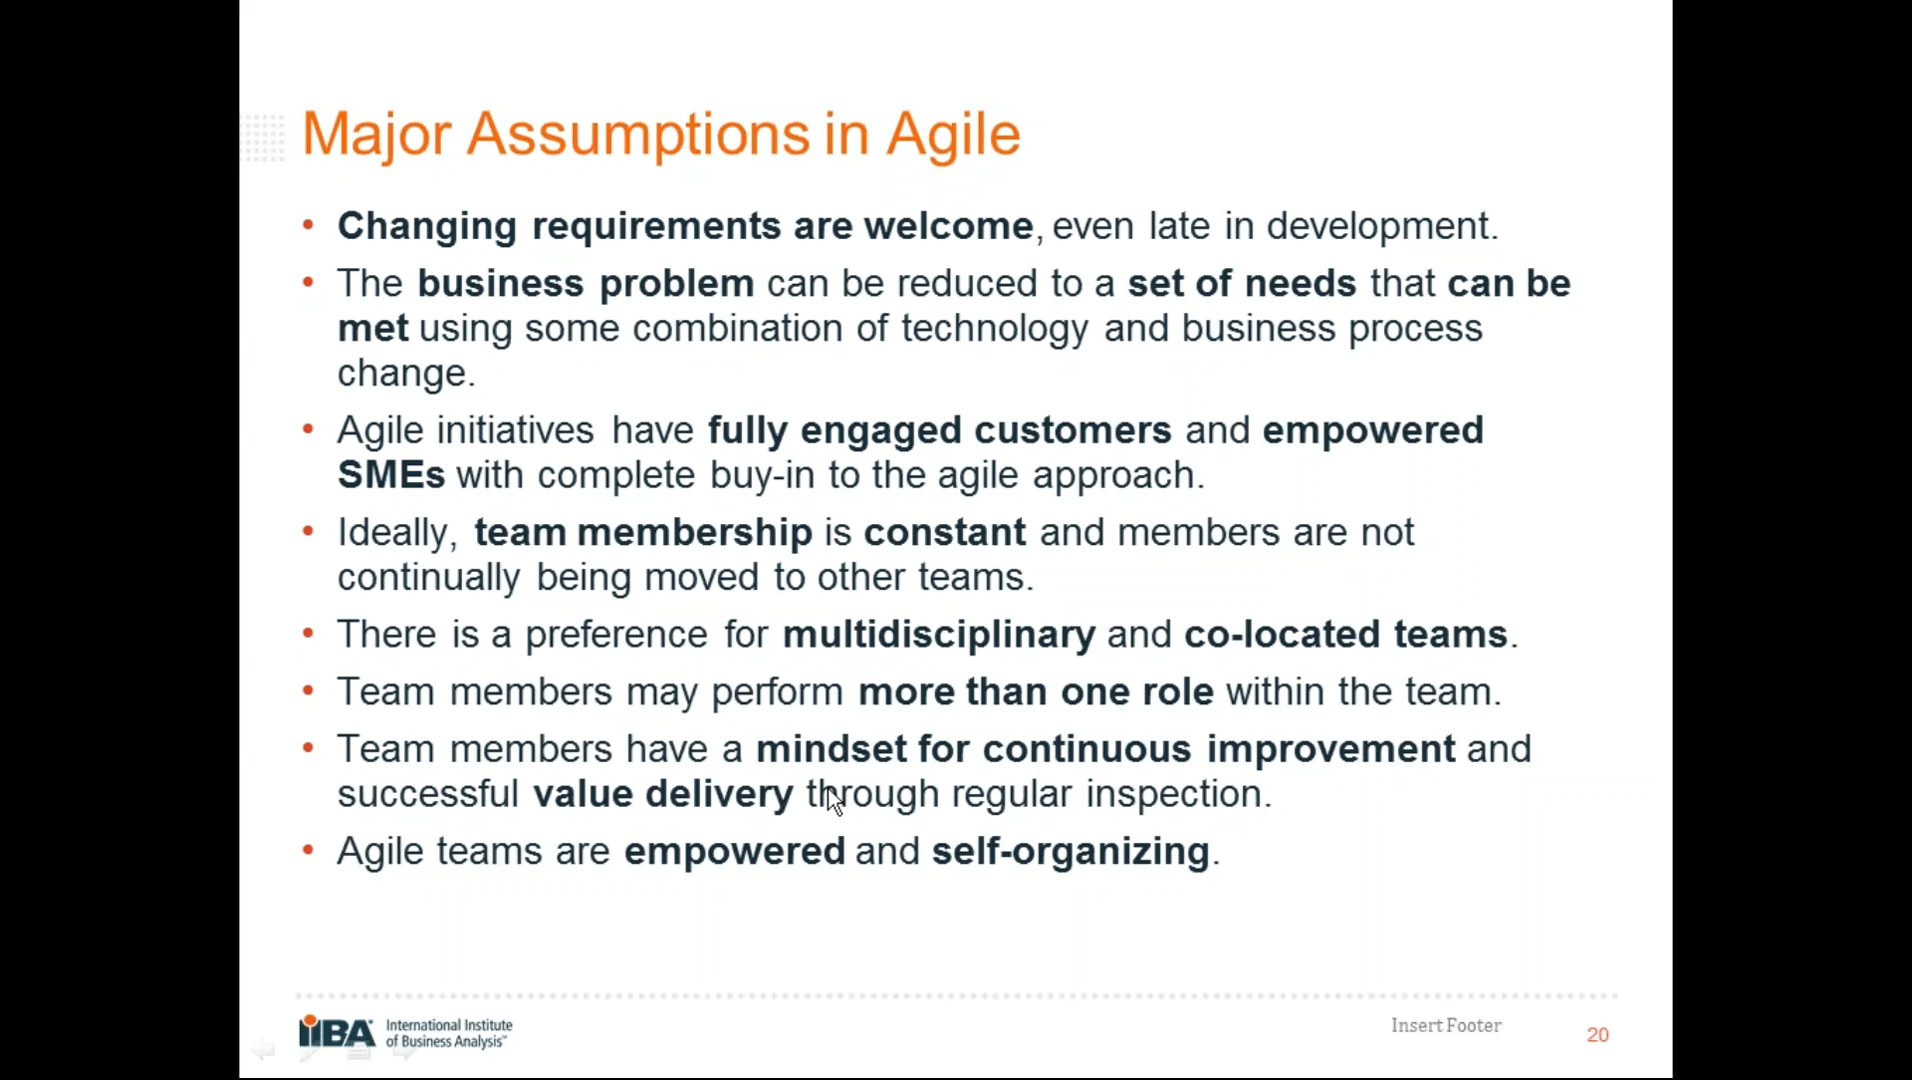 Major Assumptions in Agile
• Changing requirements are welcome, even late in development.
• The business problem can be reduced to a set of needs that can be
met using some combination of technology and business process
change.
• Agile initiatives have fully engaged customers and empowered
SMEs with complete buy-in to the agile approach.
• Ideally, team membership is constant and members are not
continually being moved to other teams.
• There is a preference for multidisciplinary and co-located teams.
• Team members may perform more than one role within the team.
• Team members have a mindset for continuous improvement and
successful value delivery through regular inspection.
• Agile teams are empowered and self-organizing.
IIBA International Institute
of Business Analysis™
Insert Footer
20